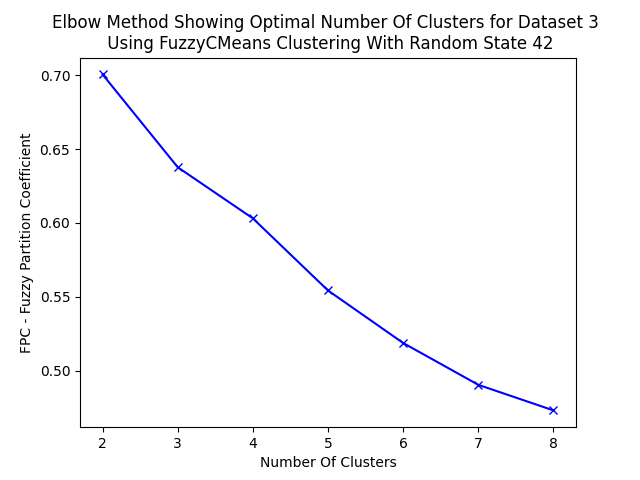 Elbow Method Showing Optimal Number Of Clusters for Dataset 3
Using FuzzyCMeans Clustering With Random State 42
0.70
0.65
0.60
0.55
0.50
FPC - Fuzzy Partition Coefficient
2 3 4 5 6 7 8
Number Of Clusters